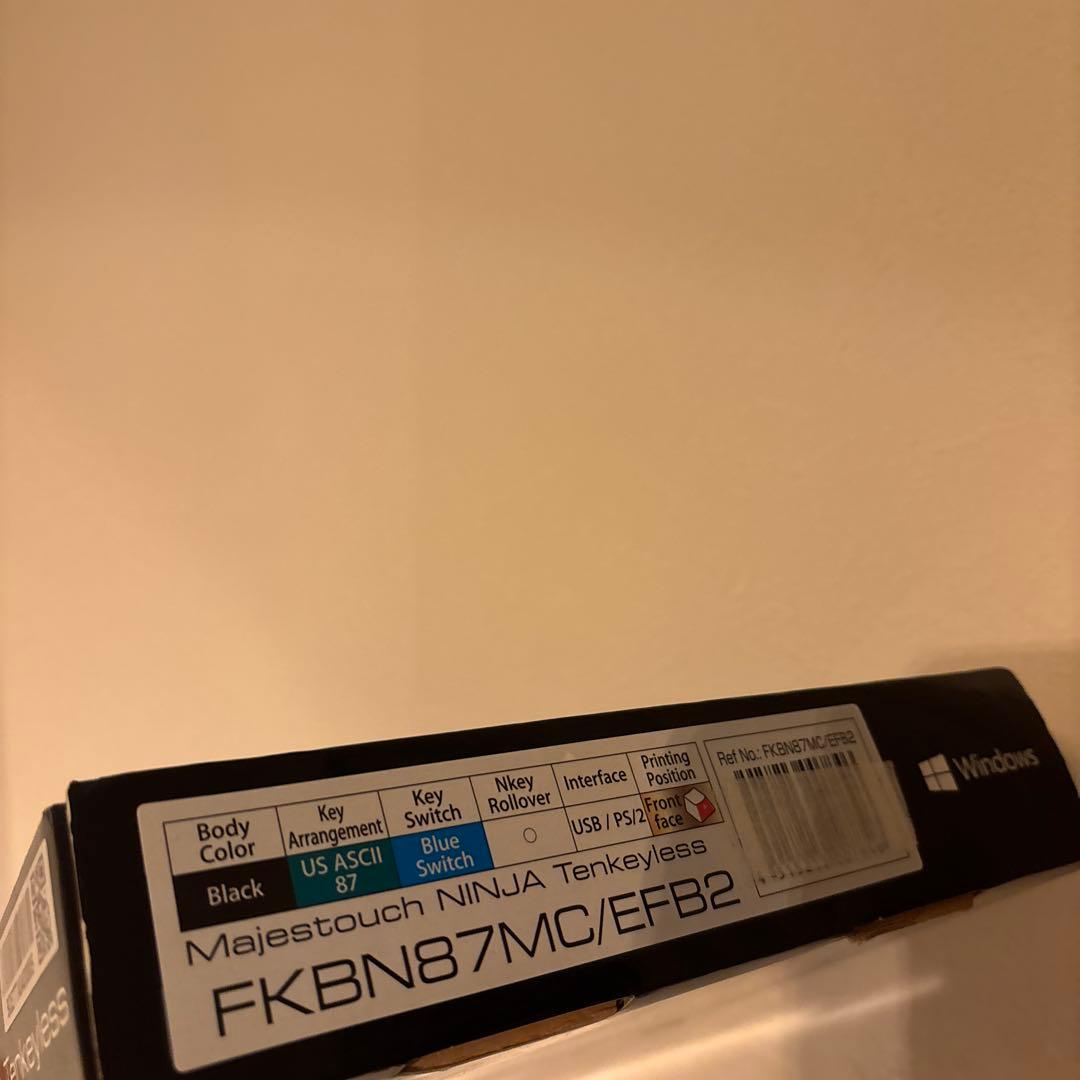 Body Color
Key Arrangement
Key Switch
Nkey Rollover
Interface
Printing Position
Black
US ASCII 87
Blue Switch
○
USB / PS/2
Front face
Majestouch NINJA Tenkeyless
FKBN87MC/EFB2
Ref No.: FKBN87MC/EFB2
Windows
Tenkeyless